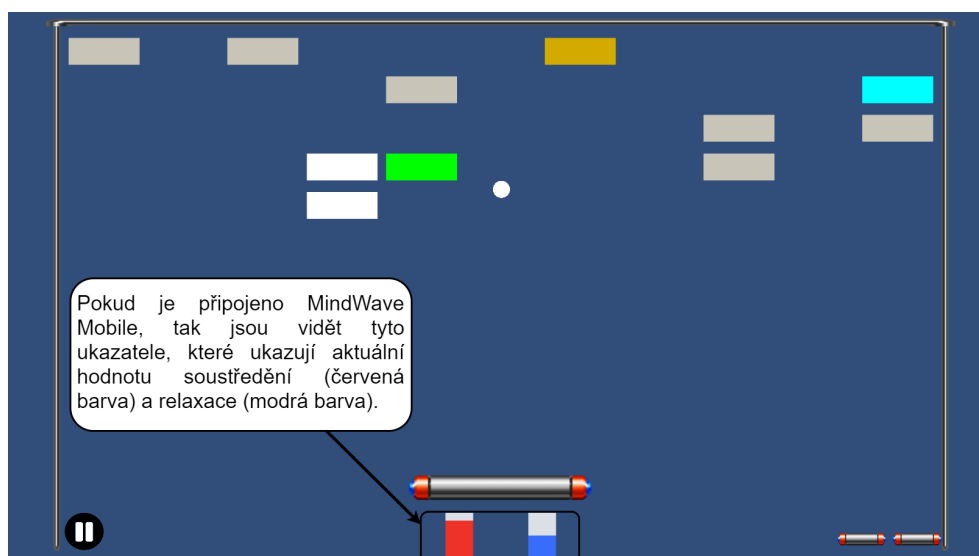 Pokud je připojeno MindWave
Mobile, tak jsou vidět tyto
ukazatele, které ukazují aktuální
hodnotu soustředění (červená
barva) a relaxace (modrá barva).